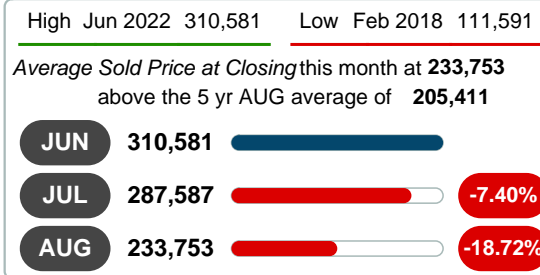 High Jun 2022 310,581 Low Feb 2018 111,591
Average Sold Price at Closing this month at 233,753
above the 5 yr AUG average of 205,411
JUN 310,581
JUL 287,587 -7.40%
AUG 233,753 -18.72%